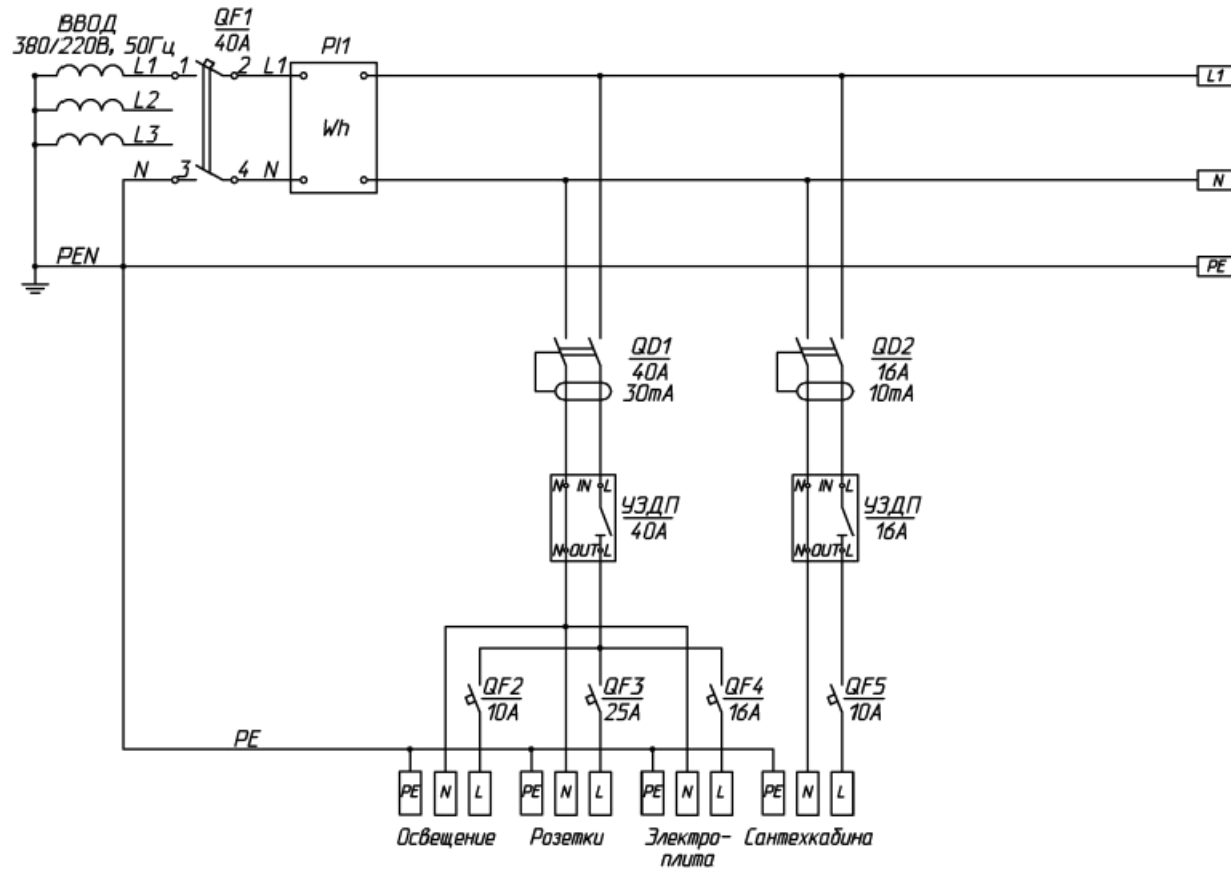 ВВОД
380/220В, 50Гц
QF1
40А
PI1
L1 1 2 L1
L1
L2
Wh
L3
N 3 4 N
N
PEN
PE
QD1
40А
30mA
QD2
16А
10mA
N IN L
УЗДП
40А
N OUT L
N IN L
УЗДП
16А
N OUT L
QF2
10А
QF3
25А
QF4
16А
QF5
10А
PE
PE N L
PE N L
PE N L
PE N L
Освещение
Розетки
Электро-
плита
Сантехкабина